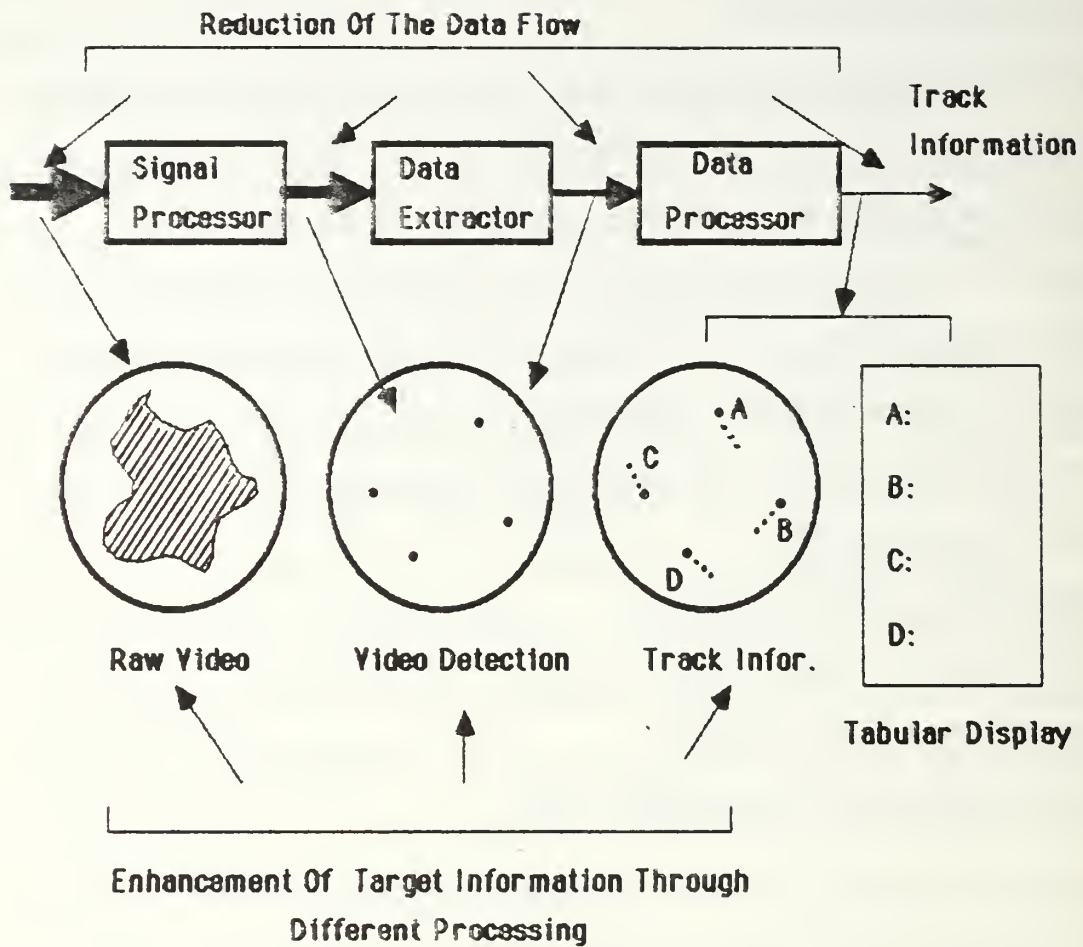 Reduction Of The Data Flow
Track
Information
Signal
Processor
Data
Extractor
Data
Processor
A
C
B
D
A:
B:
C:
D:
Raw Video
Video Detection
Track Infor.
Tabular Display
Enhancement Of Target Information Through
Different Processing